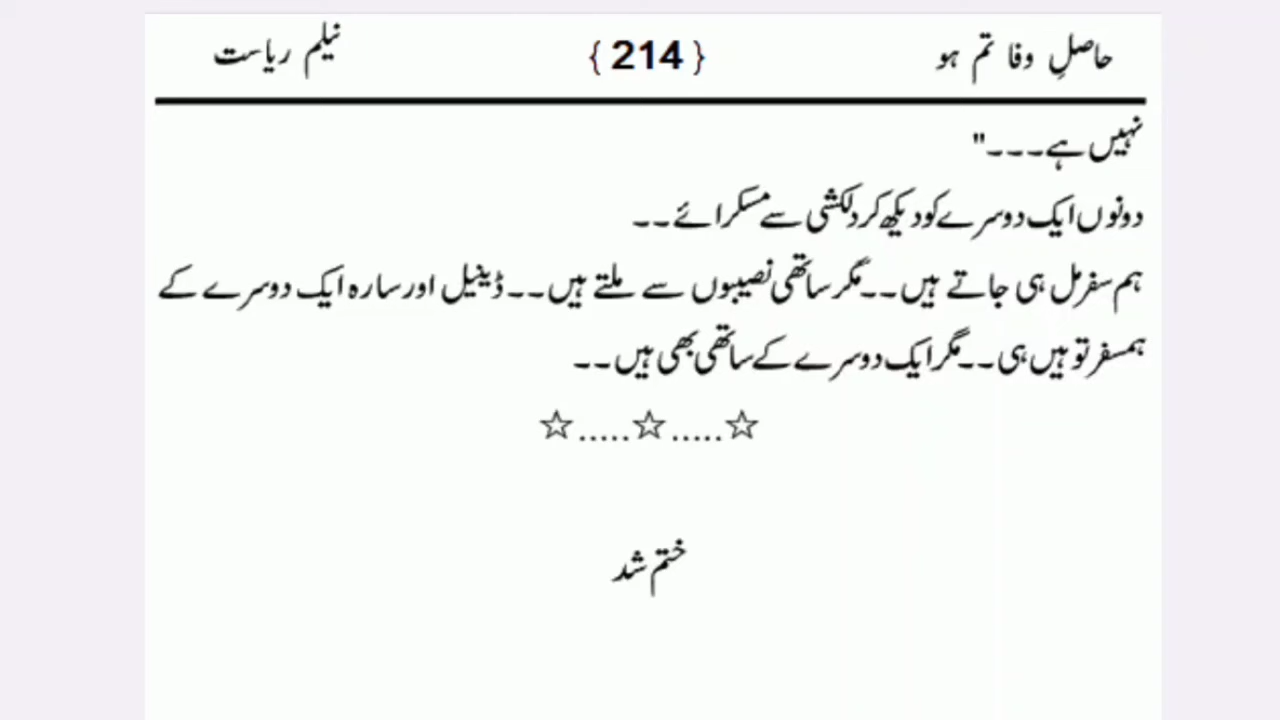 حاصلِ وفا تم ہو { 214 } نیلم ریاست
نہیں ہے۔۔۔"
دونوں ایک دوسرے کو دیکھ کر دلکشی سے مسکرائے۔۔
ہم سفر مل ہی جاتے ہیں۔۔مگر ساتھی نصیبوں سے ملتے ہیں۔۔ڈینیل اور سارہ ایک دوسرے کے
ہمسفر تو ہیں ہی۔۔مگر ایک دوسرے کے ساتھی بھی ہیں۔۔
☆.....☆.....☆
ختم شد